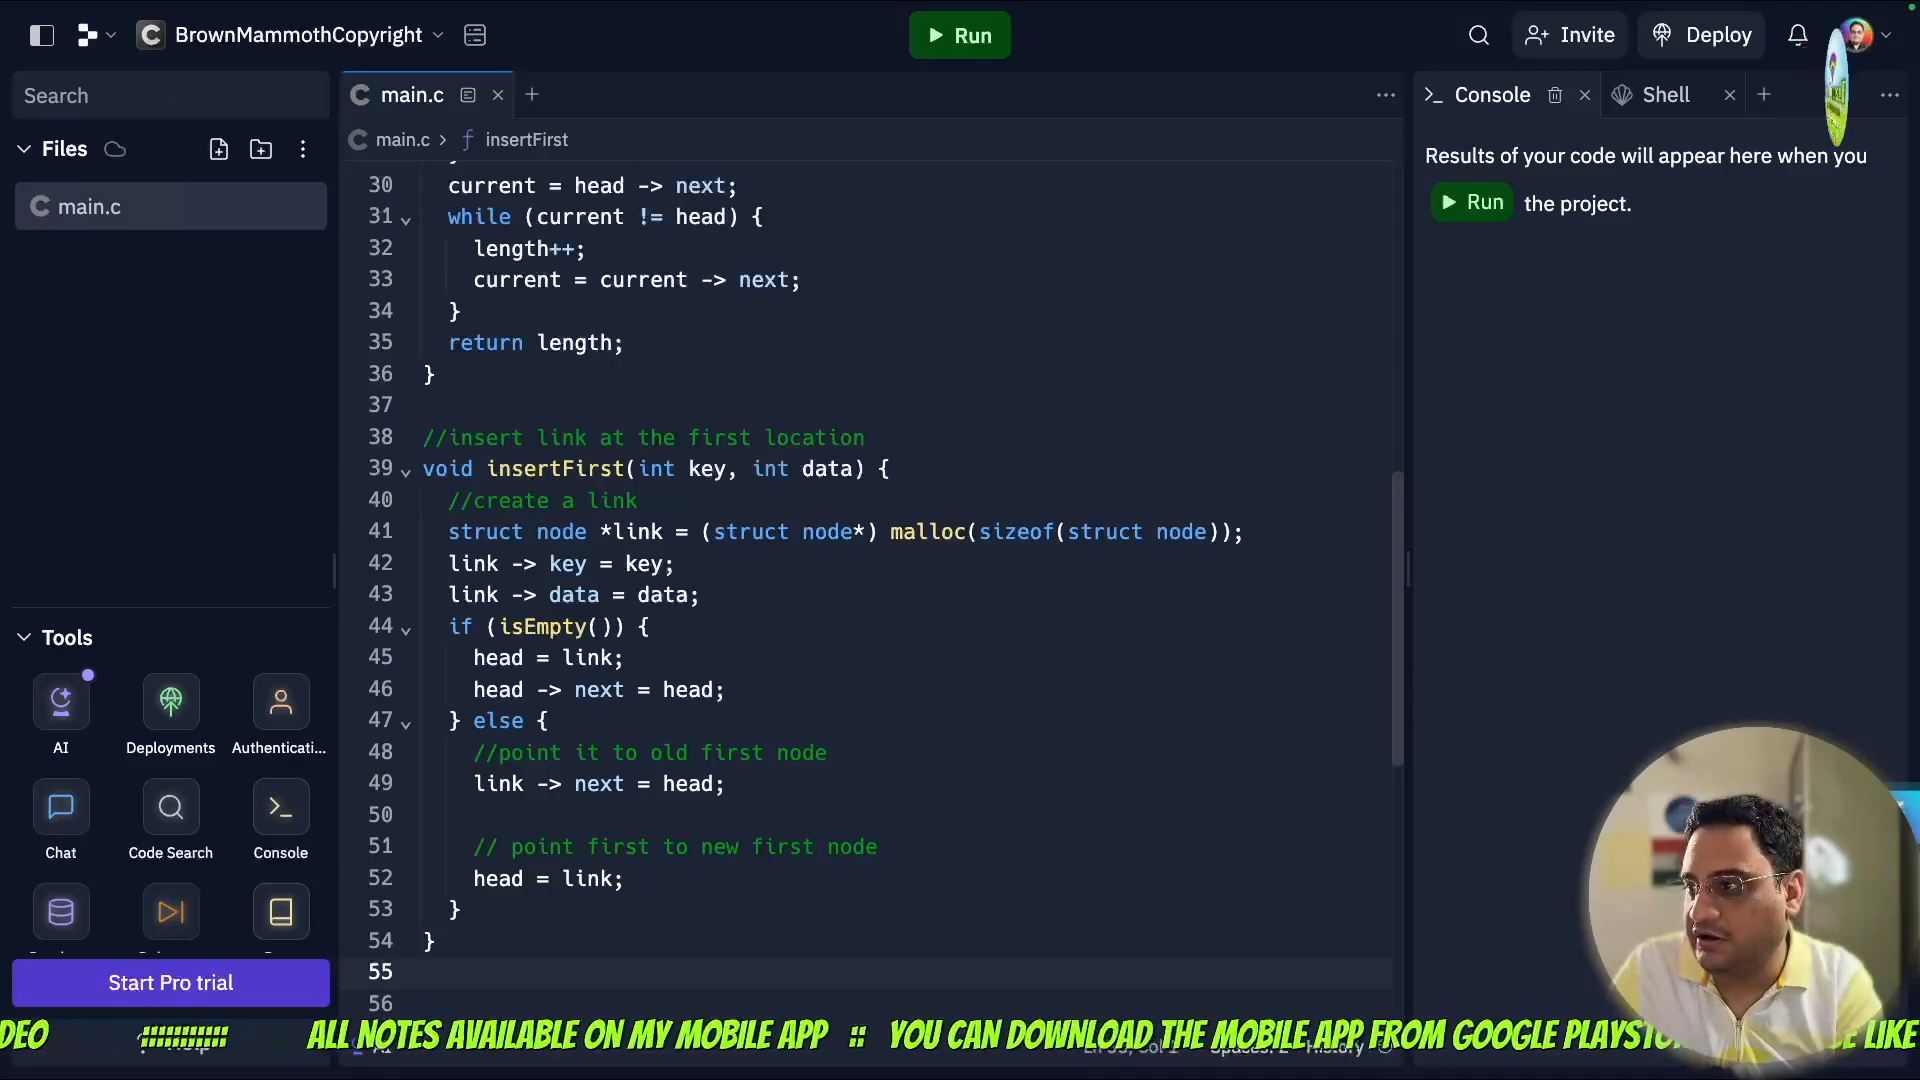 BrownMammothCopyright
Run
Invite
Deploy
Search
Files
main.c
main.c
main.c > insertFirst
30 current = head -> next;
31 while (current != head) {
32 length++;
33 current = current -> next;
34 }
35 return length;
36 }
37
38 //insert link at the first location
39 void insertFirst(int key, int data) {
40 //create a link
41 struct node *link = (struct node*) malloc(sizeof(struct node));
42 link -> key = key;
43 link -> data = data;
44 if (isEmpty()) {
45 head = link;
46 head -> next = head;
47 } else {
48 //point it to old first node
49 link -> next = head;
50
51 // point first to new first node
52 head = link;
53 }
54 }
55
56
Console
Shell
Results of your code will appear here when you
Run the project.
Tools
AI
Deployments
Authenticati...
Chat
Code Search
Console
Start Pro trial
DEO :::::::::: ALL NOTES AVAILABLE ON MY MOBILE APP :: YOU CAN DOWNLOAD THE MOBILE APP FROM GOOGLE LIKE